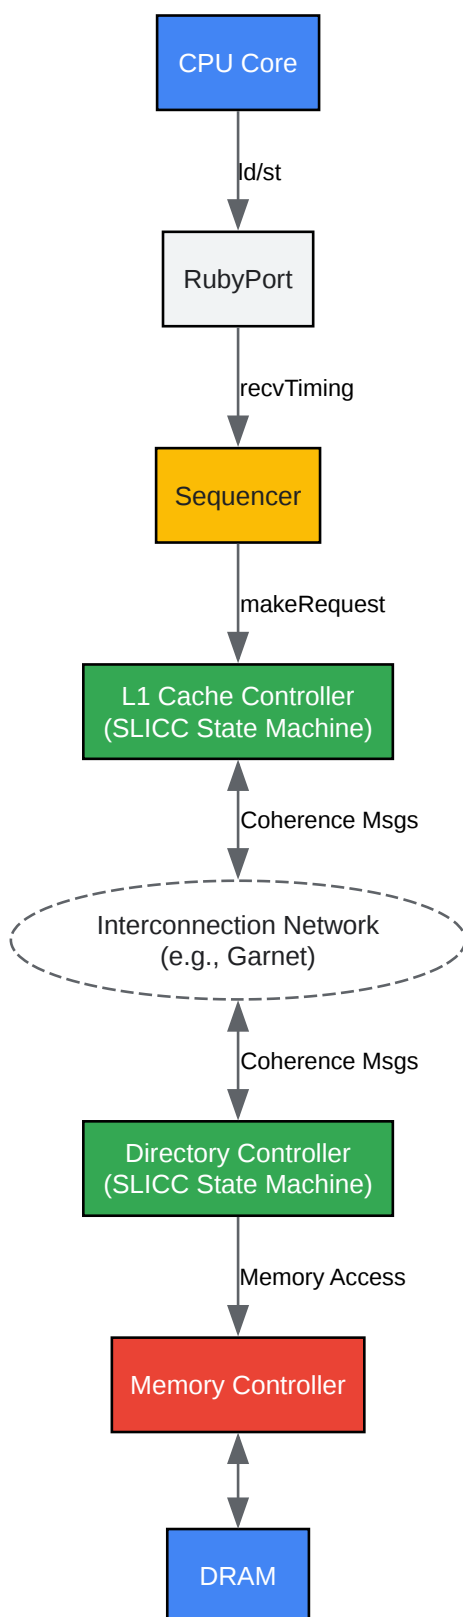 CPU Core
ld/st
RubyPort
recvTiming
Sequencer
makeRequest
L1 Cache Controller
(SLICC State Machine)
Coherence Msgs
Interconnection Network
(e.g., Garnet)
Coherence Msgs
Directory Controller
(SLICC State Machine)
Memory Access
Memory Controller
DRAM